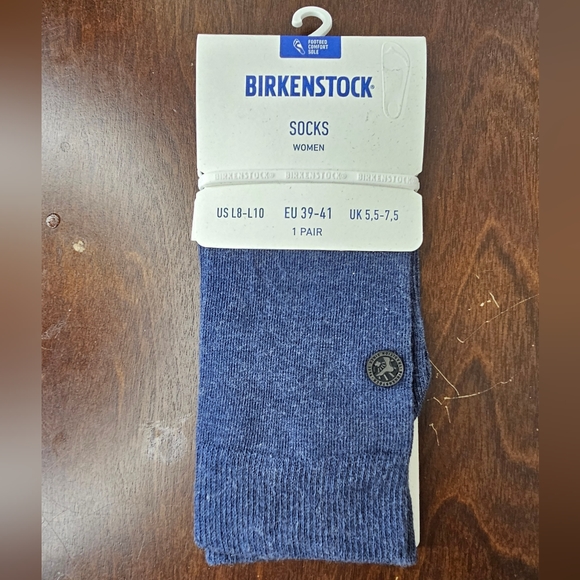 FOOTBED
COMFORT
SOLE
BIRKENSTOCK®
SOCKS
WOMEN
BIRKENSTOCK® BIRKENSTOCK® BIRKENSTOCK®
US L8-L10 EU 39-41 UK 5,5-7,5
1 PAIR